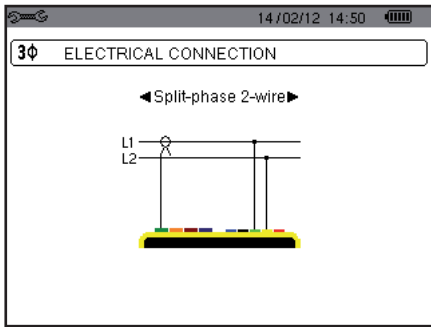 14/02/12 14:50
3ϕ ELECTRICAL CONNECTION
◄Split-phase 2-wire►
L1
L2